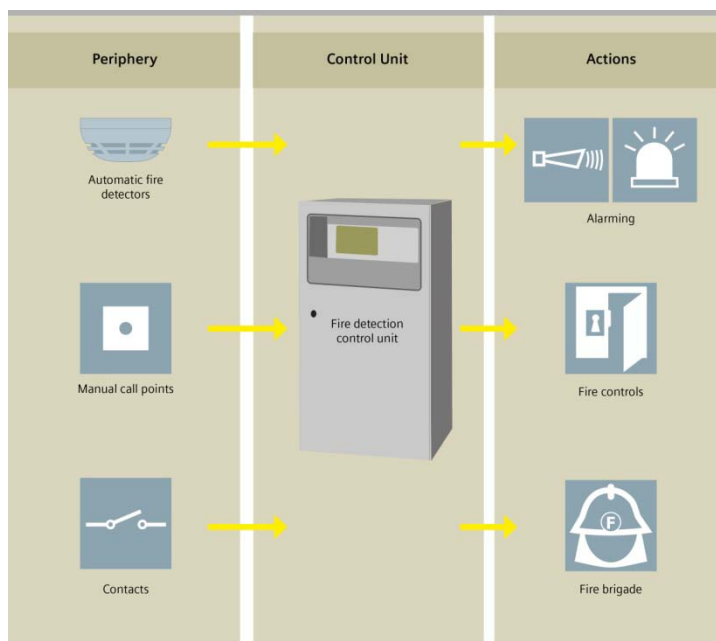 Periphery
Control Unit
Actions
Automatic fire
detectors
Alarming
Fire detection
control unit
Manual call points
Fire controls
F
Contacts
Fire brigade